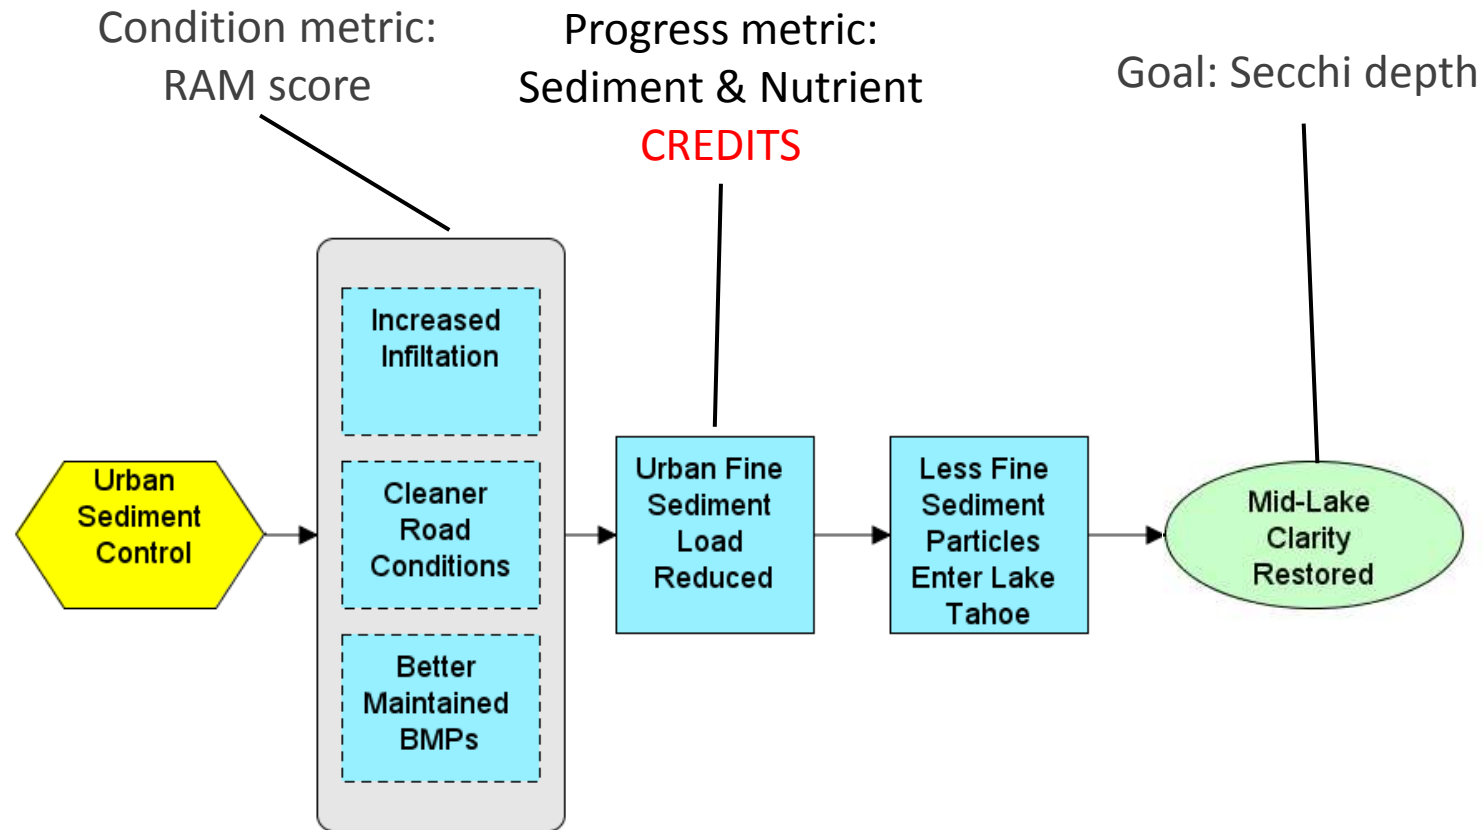 Condition metric:
RAM score
Progress metric:
Sediment & Nutrient
CREDITS
Goal: Secchi depth
Urban
Sediment
Control
Increased
Infiltation
Cleaner
Road
Conditions
Better
Maintained
BMPs
Urban Fine
Sediment
Load
Reduced
Less Fine
Sediment
Particles
Enter Lake
Tahoe
Mid-Lake
Clarity
Restored